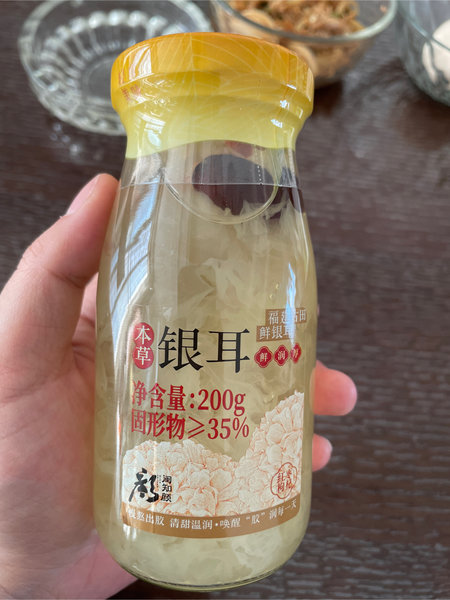 本草
银耳
福建古田
鲜银耳
鲜 润
净含量:200g
固形物≥35%
颜知颜
慢熬出胶 清甜温润·唤醒“胶”润每一天